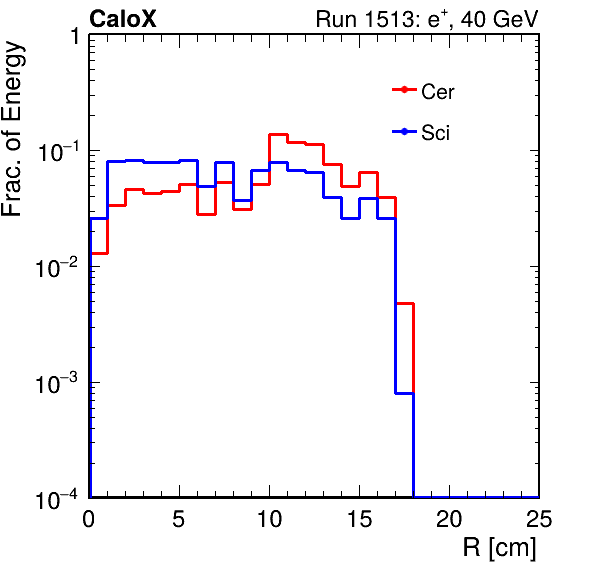 CaloX Run 1513: e⁺, 40 GeV
Frac. of Energy
1
10⁻¹
10⁻²
10⁻³
10⁻⁴
Cer
Sci
0 5 10 15 20 25
R [cm]